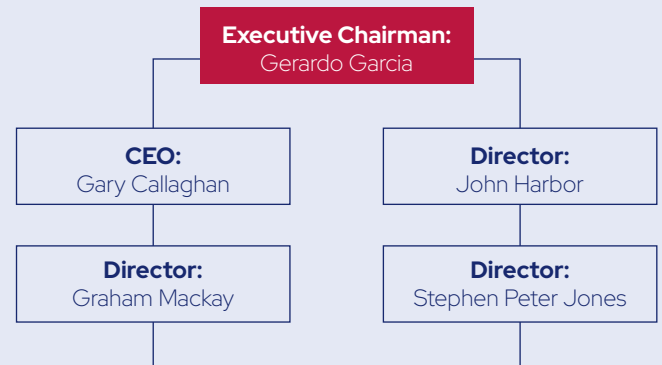 Executive Chairman:
Gerardo Garcia
CEO:
Gary Callaghan
Director:
John Harbor
Director:
Graham Mackay
Director:
Stephen Peter Jones